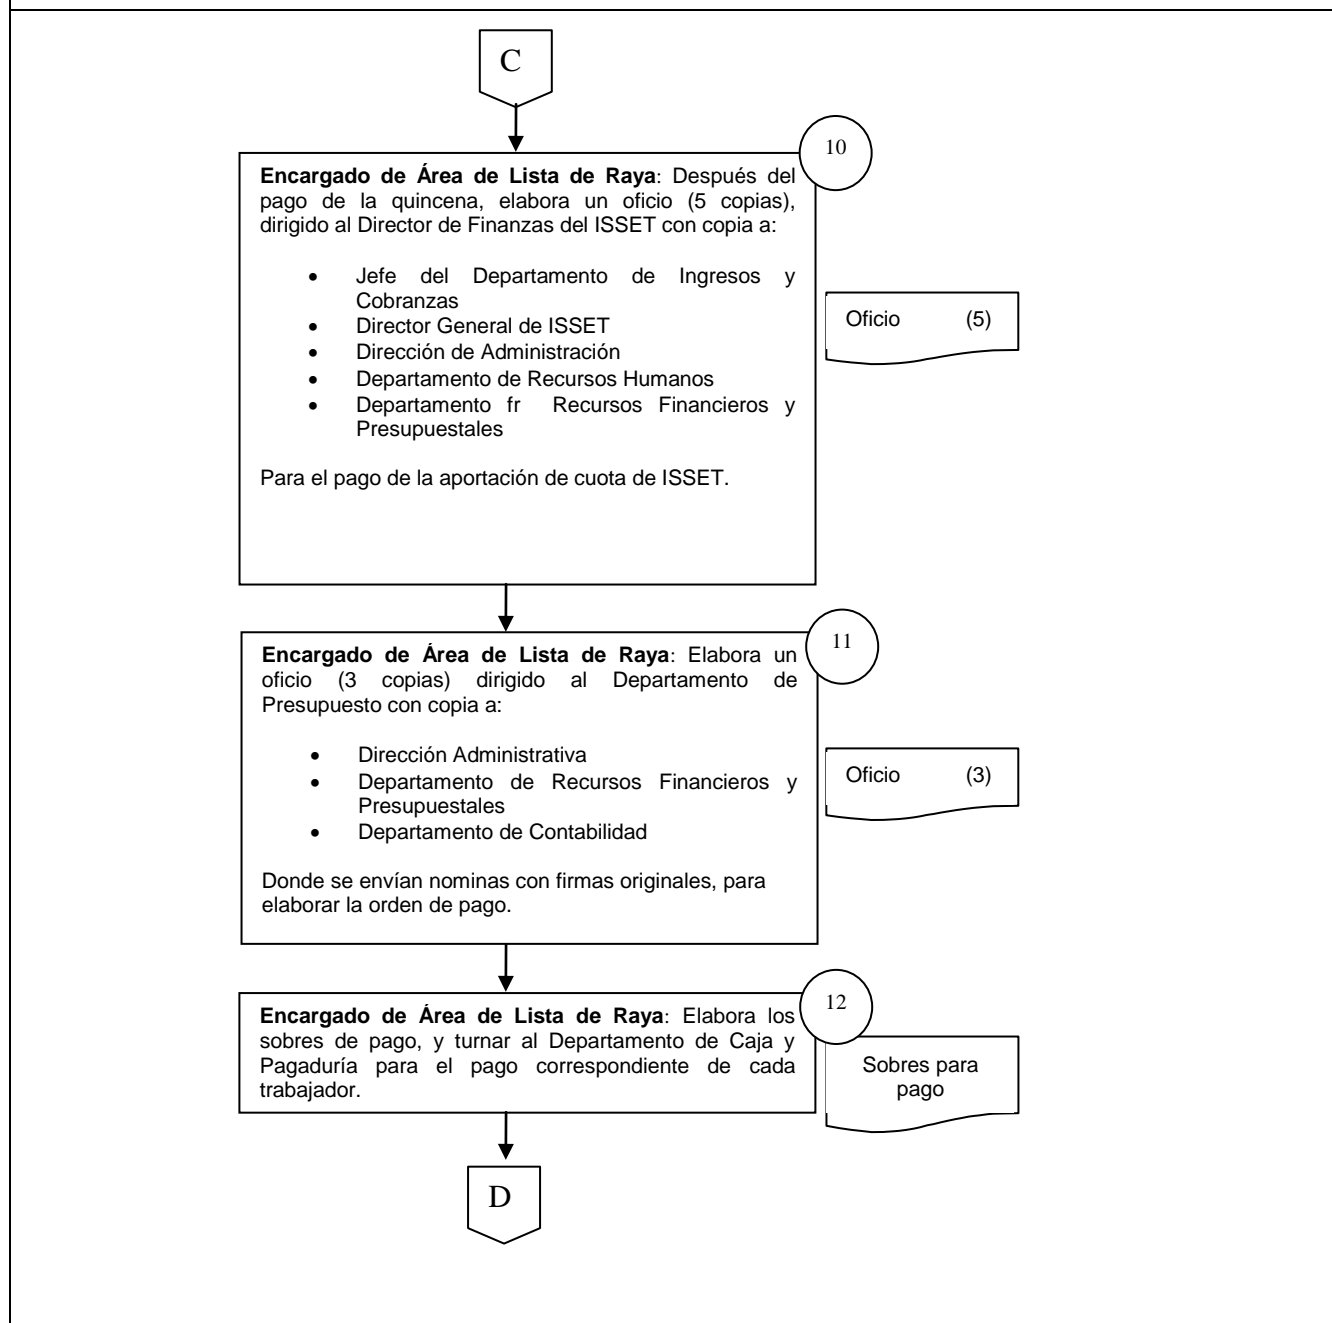 C
10
Encargado de Área de Lista de Raya: Después del
pago de la quincena, elabora un oficio (5 copias),
dirigido al Director de Finanzas del ISSET con copia a:
• Jefe del Departamento de Ingresos y
Cobranzas
• Director General de ISSET
• Dirección de Administración
• Departamento de Recursos Humanos
• Departamento fr Recursos Financieros y
Presupuestales
Para el pago de la aportación de cuota de ISSET.
Oficio (5)
11
Encargado de Área de Lista de Raya: Elabora un
oficio (3 copias) dirigido al Departamento de
Presupuesto con copia a:
• Dirección Administrativa
• Departamento de Recursos Financieros y
Presupuestales
• Departamento de Contabilidad
Donde se envían nominas con firmas originales, para
elaborar la orden de pago.
Oficio (3)
12
Encargado de Área de Lista de Raya: Elabora los
sobres de pago, y turnar al Departamento de Caja y
Pagaduría para el pago correspondiente de cada
trabajador.
Sobres para
pago
D